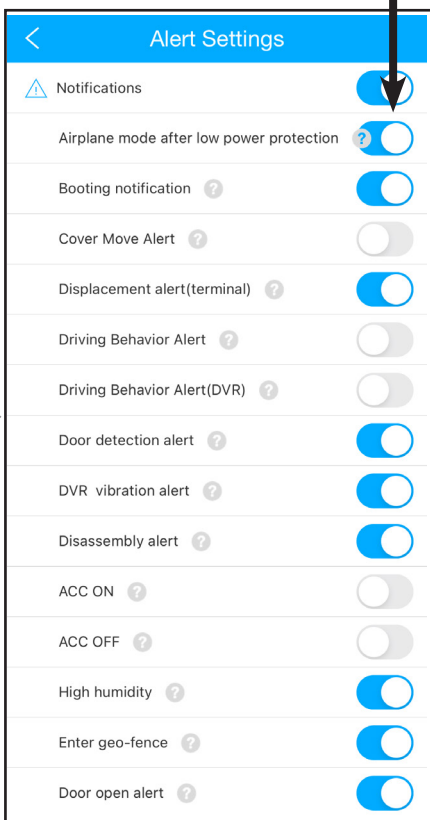 Alert Settings
Notifications
Airplane mode after low power protection ?
Booting notification ?
Cover Move Alert ?
Displacement alert(terminal) ?
Driving Behavior Alert ?
Driving Behavior Alert(DVR) ?
Door detection alert ?
DVR vibration alert ?
Disassembly alert ?
ACC ON ?
ACC OFF ?
High humidity ?
Enter geo-fence ?
Door open alert ?